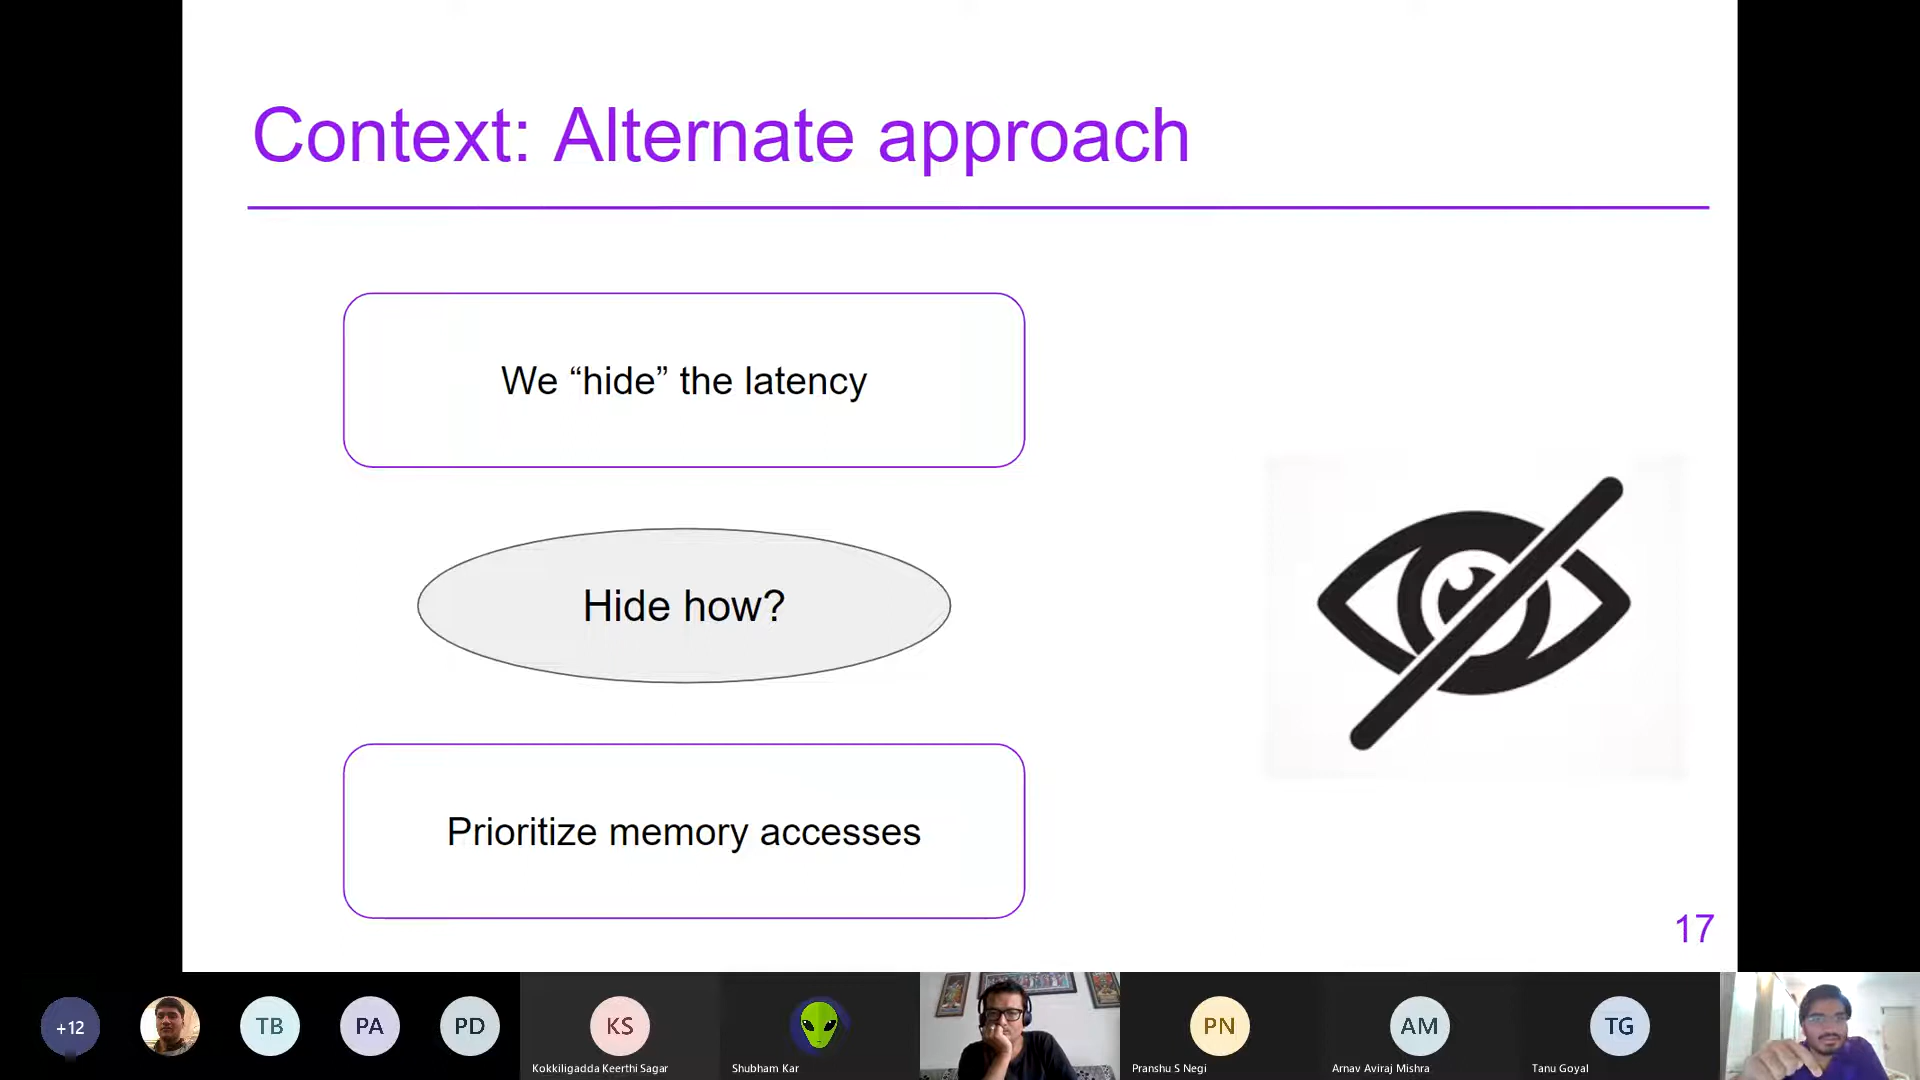 Context: Alternate approach
We “hide” the latency
Hide how?
Prioritize memory accesses
17
+12
TB
PA
PD
KS
Kokkiligadda Keerthi Sagar
Shubham Kar
PN
Pranshu S Negi
AM
Arnav Aviraj Mishra
TG
Tanu Goyal